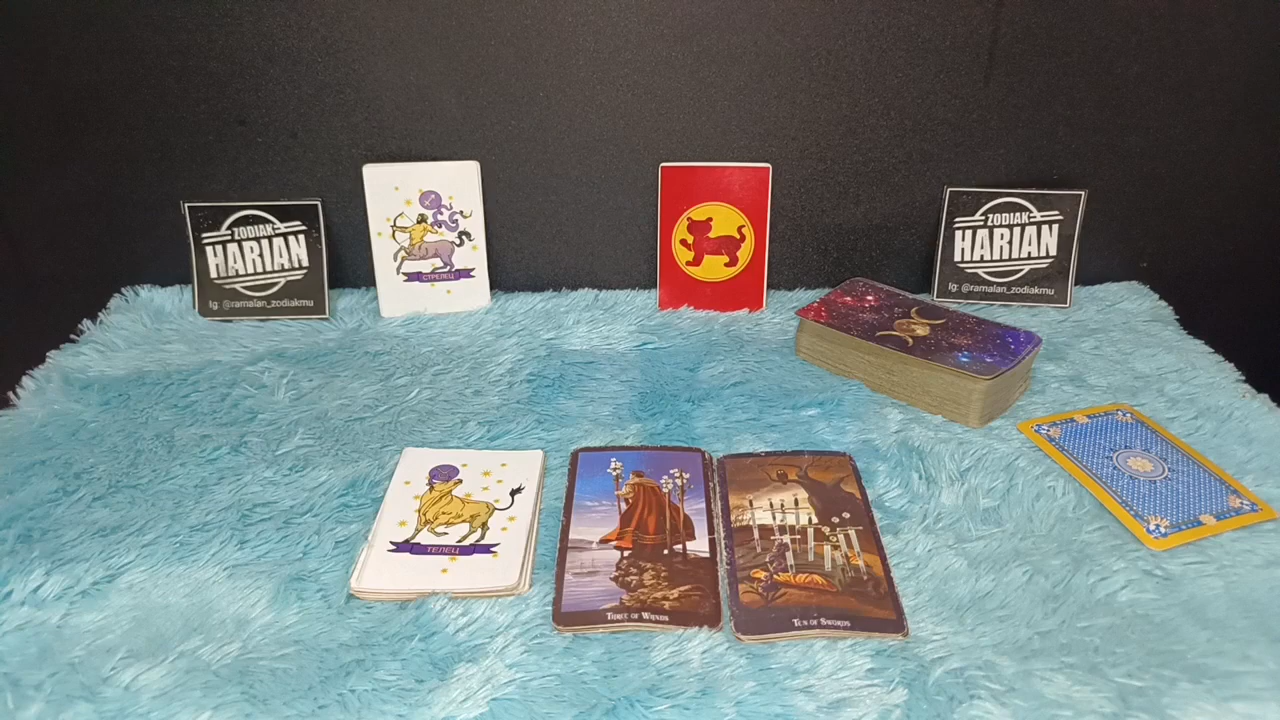 ZODIAK
HARIAN
Ig: @ramalan_zodiakmu
СТРЕЛЕЦ
ZODIAK
HARIAN
Ig: @ramalan_zodiakmu
ТЕЛЕЦ
Three of Wands
Ten of Swords